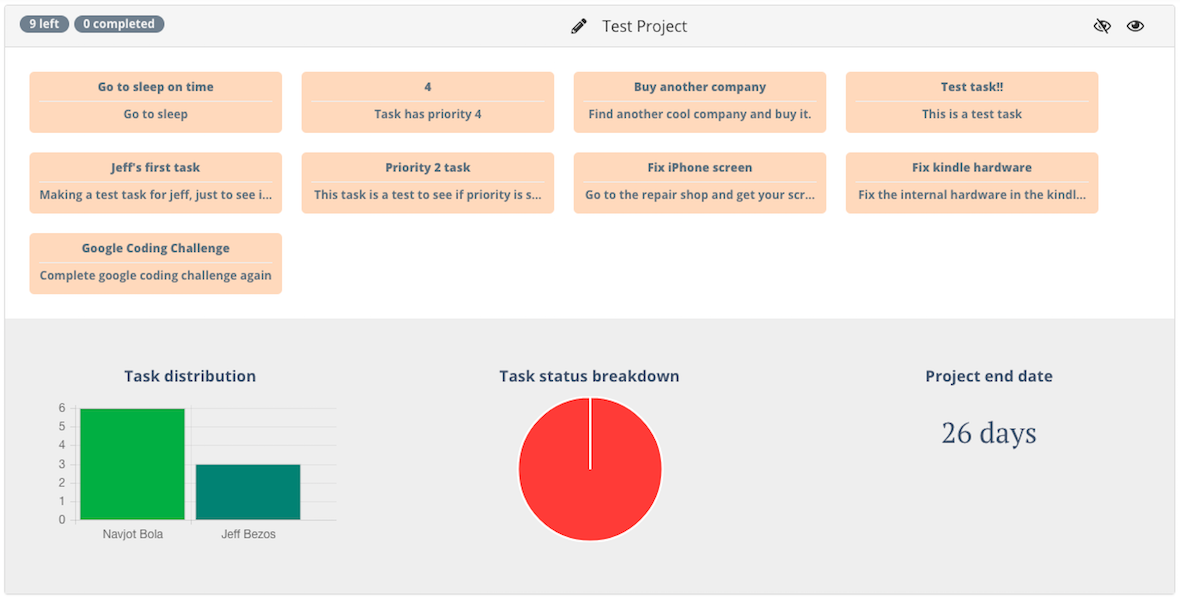 9 left 0 completed Test Project
Go to sleep on time
Go to sleep
4
Task has priority 4
Buy another company
Find another cool company and buy it.
Test task!!
This is a test task
Jeff's first task
Making a test task for jeff, just to see i...
Priority 2 task
This task is a test to see if priority is s...
Fix iPhone screen
Go to the repair shop and get your scr...
Fix kindle hardware
Fix the internal hardware in the kindl...
Google Coding Challenge
Complete google coding challenge again
Task distribution
6
5
4
3
2
1
0
Navjot Bola Jeff Bezos
Task status breakdown
Project end date
26 days